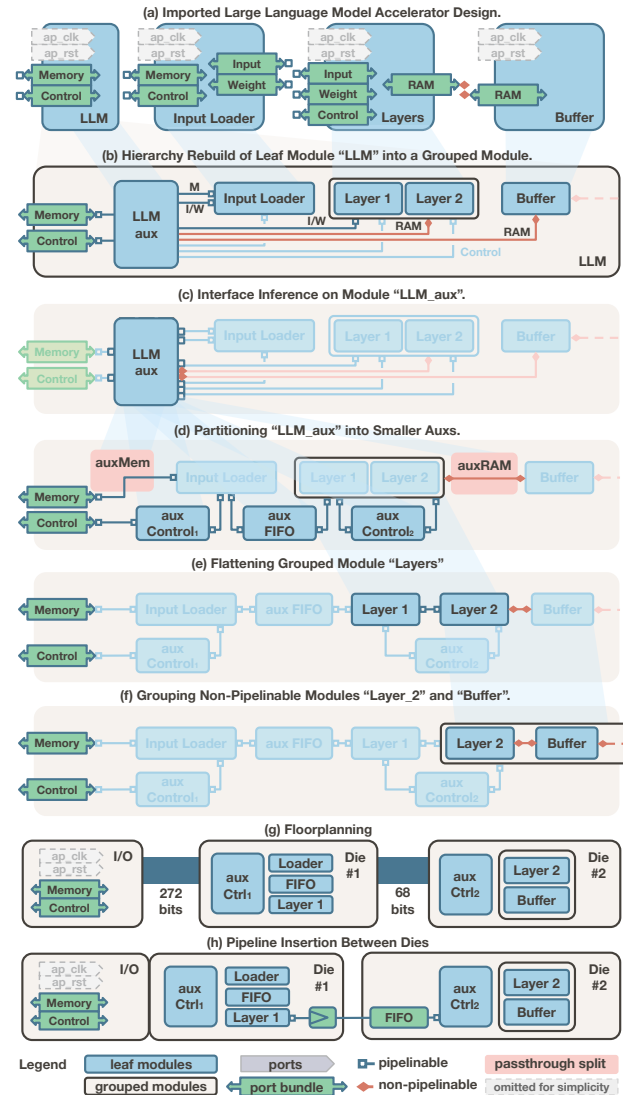 (a) Imported Large Language Model Accelerator Design.
ap_clk ap_clk ap_clk ap_clk
ap_rst ap_rst ap_rst ap_rst
Memory Memory Input Input RAM RAM
Control Control Weight Weight
Control
LLM Input Loader Layers Buffer
(b) Hierarchy Rebuild of Leaf Module “LLM” into a Grouped Module.
Memory LLM M Input Loader Layer 1 Layer 2 Buffer
Control aux I/W I/W RAM RAM
Control LLM
(c) Interface Inference on Module “LLM_aux”.
Memory LLM Input Loader Layer 1 Layer 2 Buffer
Control aux
(d) Partitioning “LLM_aux” into Smaller Auxs.
auxMem auxRAM
Input Loader Layer 1 Layer 2 Buffer
Memory
Control aux aux aux
Control₁ FIFO Control₂
(e) Flattening Grouped Module “Layers”
Memory Input Loader aux FIFO Layer 1 Layer 2 Buffer
Control aux aux
Control₁ Control₂
(f) Grouping Non-Pipelinable Modules “Layer_2” and “Buffer”.
Memory Input Loader aux FIFO Layer 1 Layer 2 Buffer
Control aux aux
Control₁ Control₂
(g) Floorplanning
ap_clk I/O Loader Die Die
ap_rst aux FIFO #1 aux Layer 2 #2
Memory Ctrl₁ Layer 1 Ctrl₂ Buffer
Control
272 68
bits bits
(h) Pipeline Insertion Between Dies
ap_clk I/O Loader Die Die
ap_rst aux FIFO #1 aux Layer 2 #2
Memory Ctrl₁ Layer 1 FIFO Ctrl₂ Buffer
Control
Legend leaf modules ports pipelinable passthrough split
grouped modules port bundle non-pipelinable omitted for simplicity